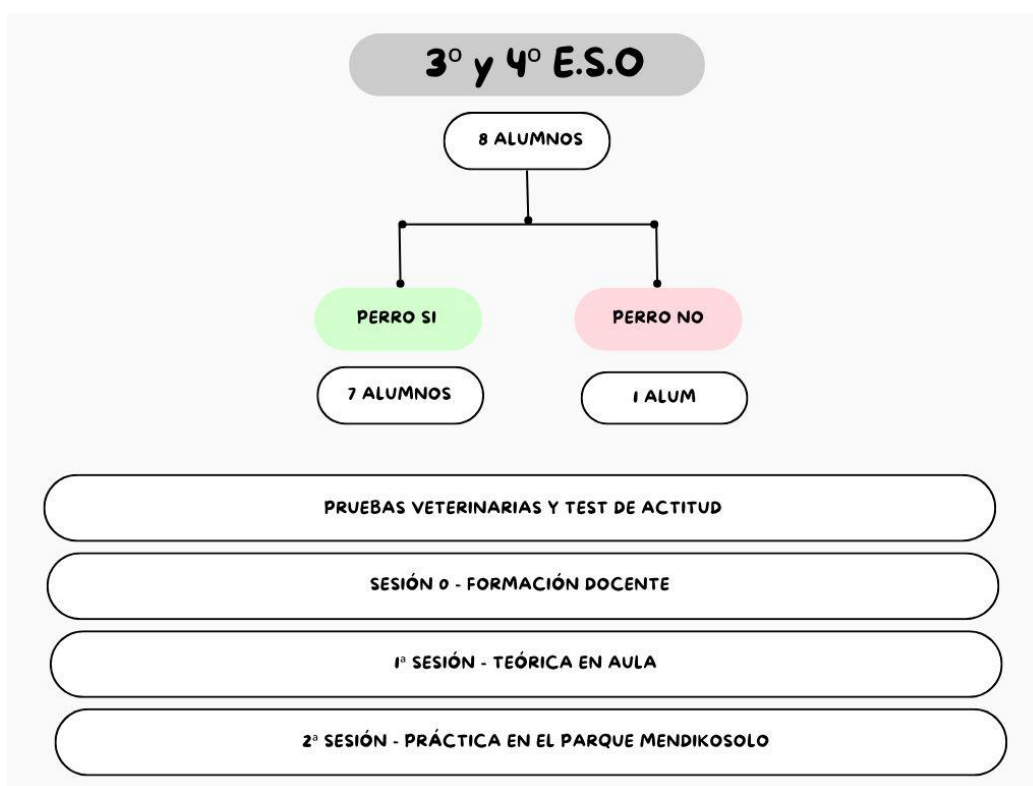 3º y 4º E.S.O
8 ALUMNOS
PERRO SI
PERRO NO
7 ALUMNOS
1 ALUM
PRUEBAS VETERINARIAS Y TEST DE ACTITUD
SESIÓN 0 - FORMACIÓN DOCENTE
1ª SESIÓN - TEÓRICA EN AULA
2ª SESIÓN - PRÁCTICA EN EL PARQUE MENDIKOSOLO